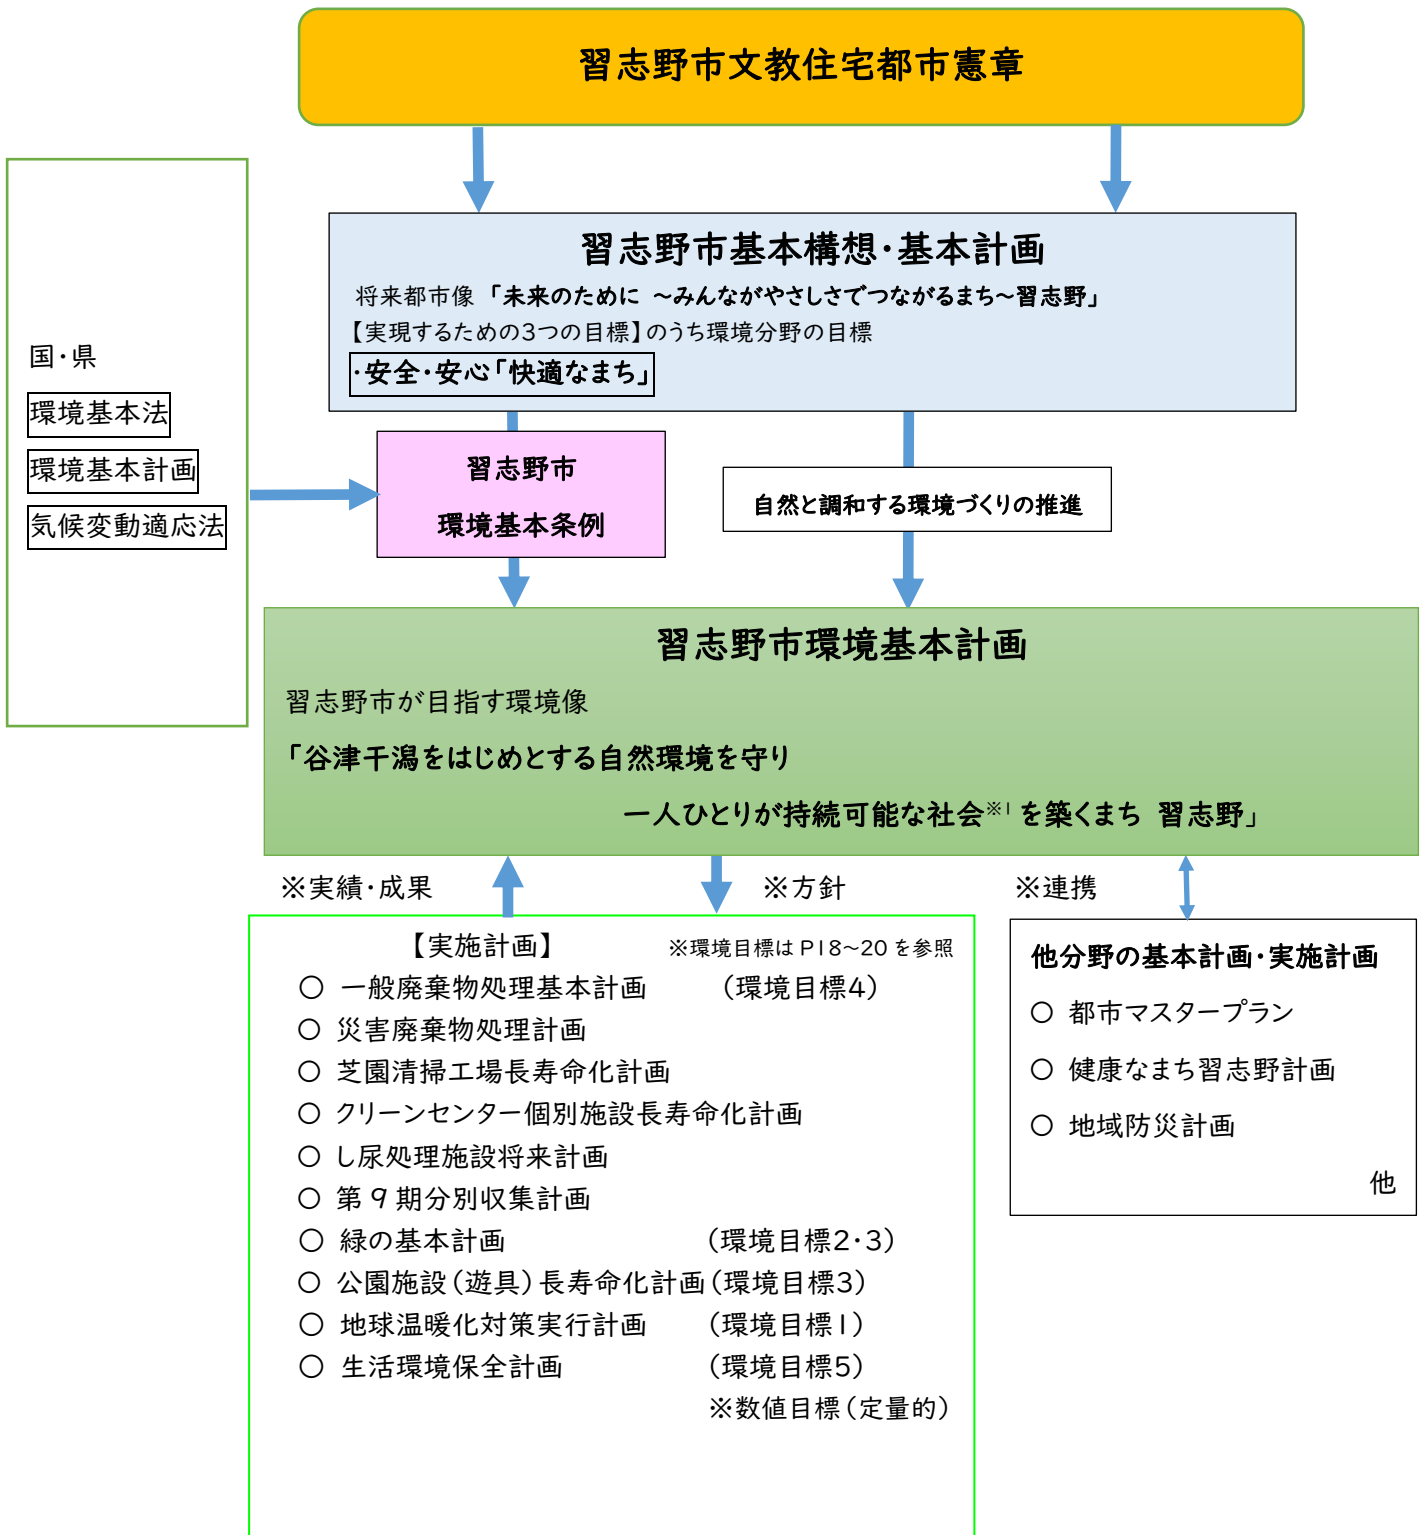 習志野市文教住宅都市憲章
習志野市基本構想・基本計画
将来都市像 「未来のために ～みんながやさしさでつながるまち～習志野」
【実現するための3つの目標】のうち環境分野の目標
・安全・安心「快適なまち」
国・県
環境基本法
環境基本計画
気候変動適応法
習志野市
環境基本条例
自然と調和する環境づくりの推進
習志野市環境基本計画
習志野市が目指す環境像
「谷津干潟をはじめとする自然環境を守り
一人ひとりが持続可能な社会※1 を築くまち 習志野」
※実績・成果
※方針
※連携
【実施計画】 ※環境目標は P18～20 を参照
○ 一般廃棄物処理基本計画 （環境目標4）
○ 災害廃棄物処理計画
○ 芝園清掃工場長寿命化計画
○ クリーンセンター個別施設長寿命化計画
○ し尿処理施設将来計画
○ 第 9 期分別収集計画
○ 緑の基本計画 （環境目標2・3）
○ 公園施設（遊具）長寿命化計画（環境目標3）
○ 地球温暖化対策実行計画 （環境目標1）
○ 生活環境保全計画 （環境目標5）
※数値目標（定量的）
他分野の基本計画・実施計画
○ 都市マスタープラン
○ 健康なまち習志野計画
○ 地域防災計画
他